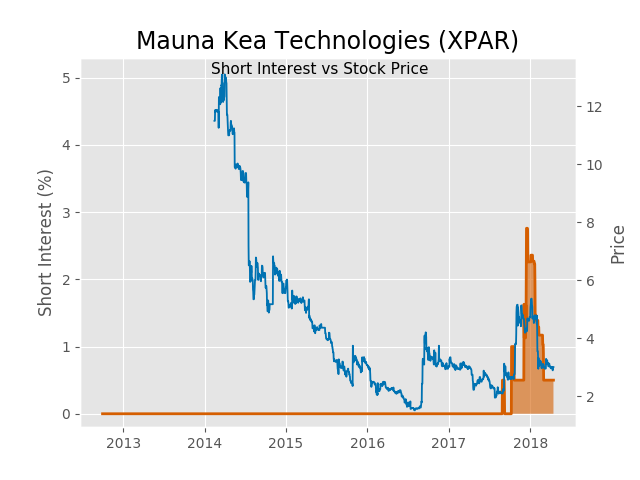 Mauna Kea Technologies (XPAR)
Short Interest vs Stock Price
5
4
3
2
1
0
Short Interest (%)
12
10
8
6
4
2
Price
2013 2014 2015 2016 2017 2018